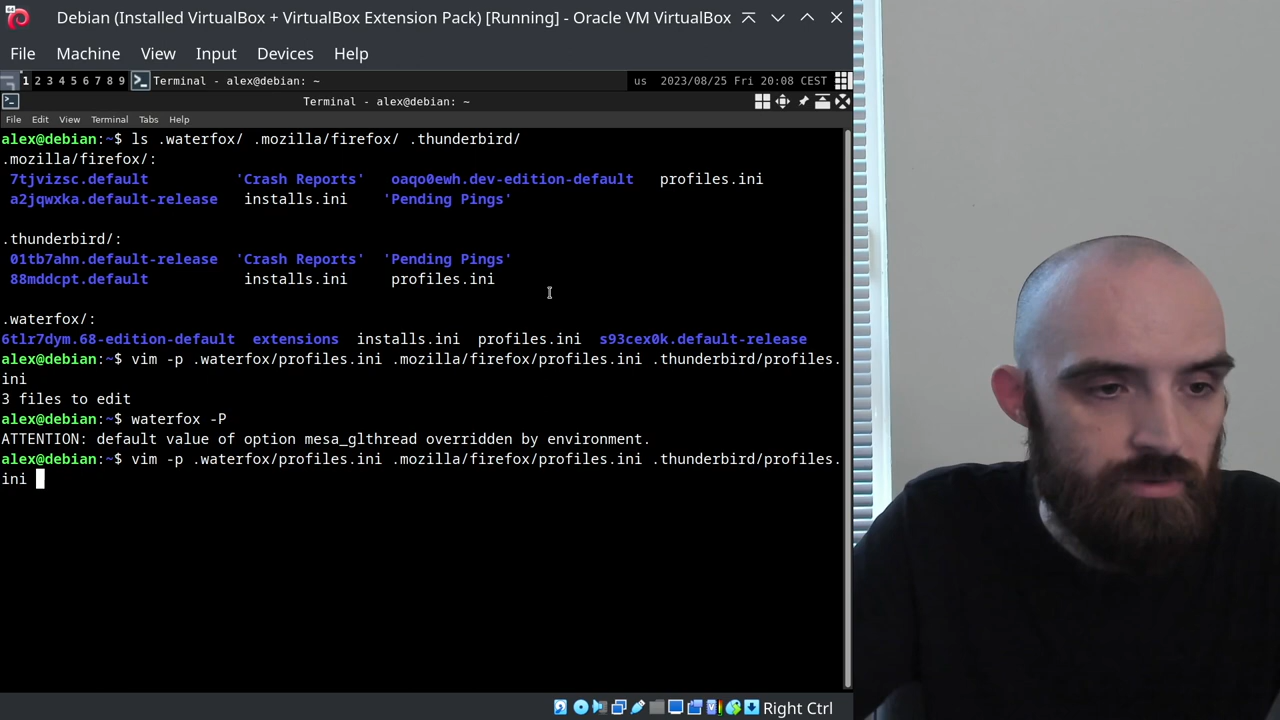 Debian (Installed VirtualBox + VirtualBox Extension Pack) [Running] - Oracle VM VirtualBox
File Machine View Input Devices Help
1 2 3 4 5 6 7 8 9 Terminal - alex@debian: ~ us 2023/08/25 Fri 20:08 CEST
Terminal - alex@debian: ~
File Edit View Terminal Tabs Help
alex@debian:~$ ls .waterfox/ .mozilla/firefox/ .thunderbird/
.mozilla/firefox/:
7tjvizsc.default 'Crash Reports' oaqo0ewh.dev-edition-default profiles.ini
a2jqwxka.default-release installs.ini 'Pending Pings'
.thunderbird/:
01tb7ahn.default-release 'Crash Reports' 'Pending Pings'
88mddcpt.default installs.ini profiles.ini
.waterfox/:
6tlr7dym.68-edition-default extensions installs.ini profiles.ini s93cex0k.default-release
alex@debian:~$ vim -p .waterfox/profiles.ini .mozilla/firefox/profiles.ini .thunderbird/profiles.
ini
3 files to edit
alex@debian:~$ waterfox -P
ATTENTION: default value of option mesa_glthread overridden by environment.
alex@debian:~$ vim -p .waterfox/profiles.ini .mozilla/firefox/profiles.ini .thunderbird/profiles.
ini
Right Ctrl